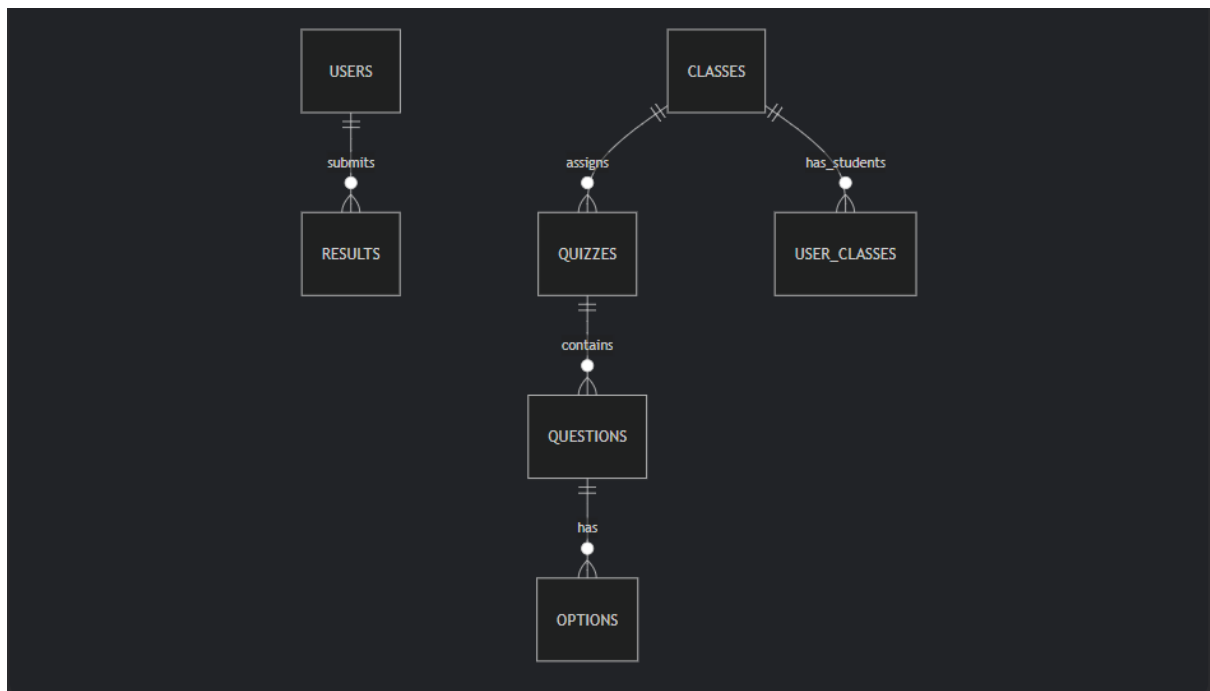 USERS
CLASSES
submits
assigns
has_students
RESULTS
QUIZZES
USER_CLASSES
contains
QUESTIONS
has
OPTIONS